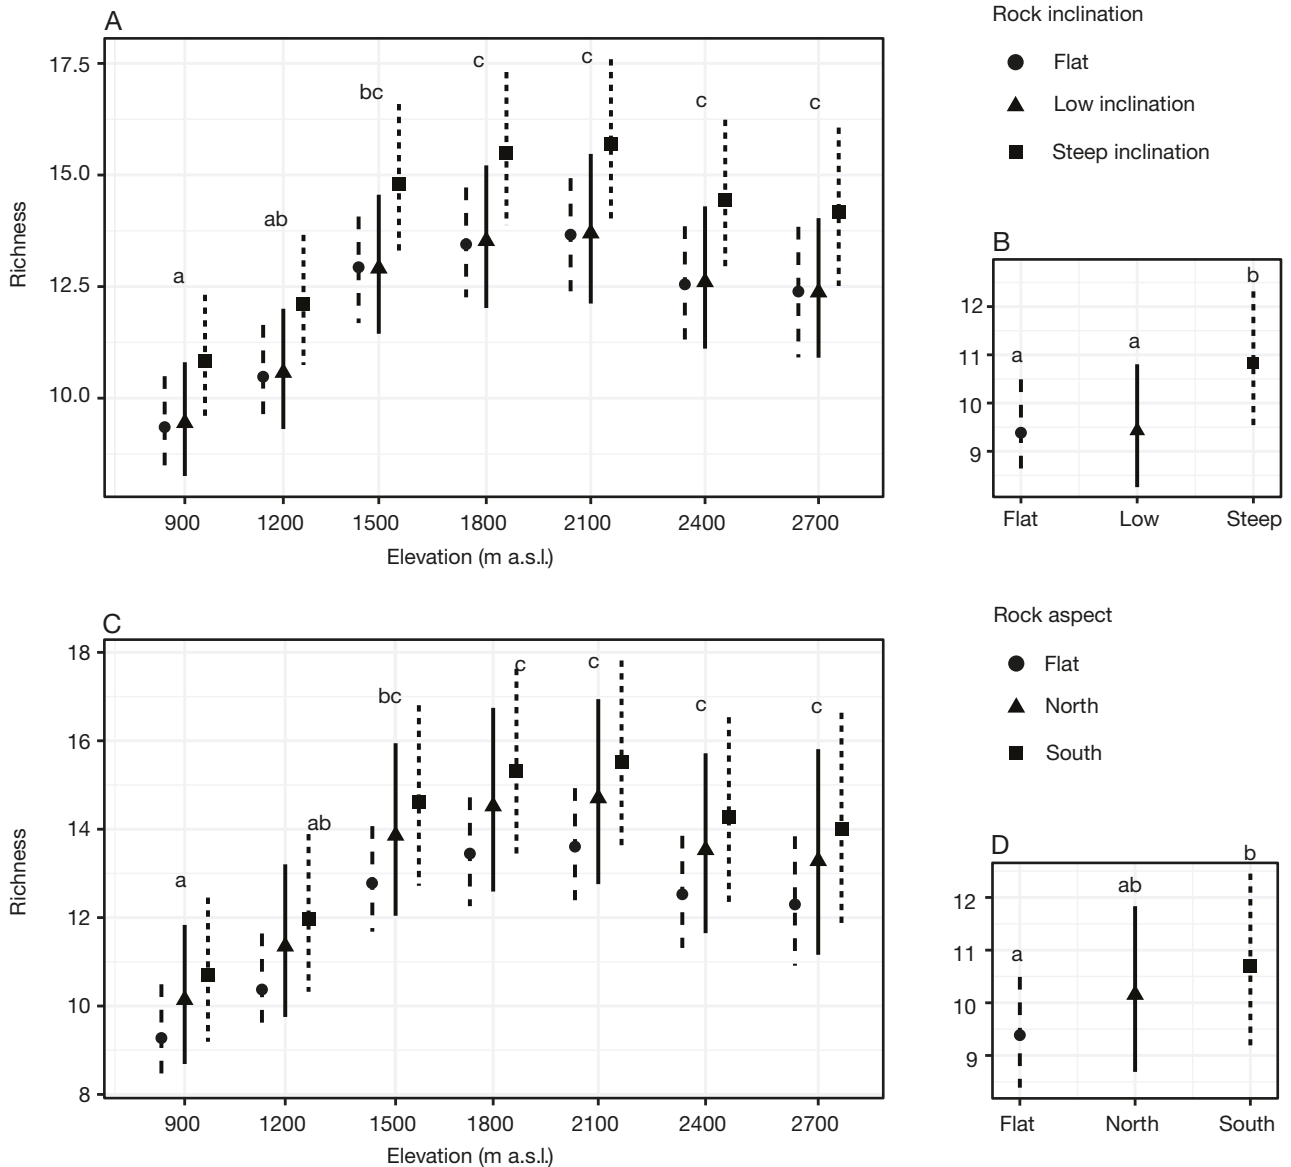 A
17.5
15.0
12.5
10.0
Richness
a
ab
bc
c
c
c
c
900
1200
1500
1800
2100
2400
2700
Elevation (m a.s.l.)
Rock inclination
Flat
Low inclination
Steep inclination
B
12
11
10
9
a
a
b
Flat
Low
Steep
C
18
16
14
12
10
8
Richness
a
ab
bc
c
c
c
c
900
1200
1500
1800
2100
2400
2700
Elevation (m a.s.l.)
Rock aspect
Flat
North
South
D
12
11
10
9
a
ab
b
Flat
North
South